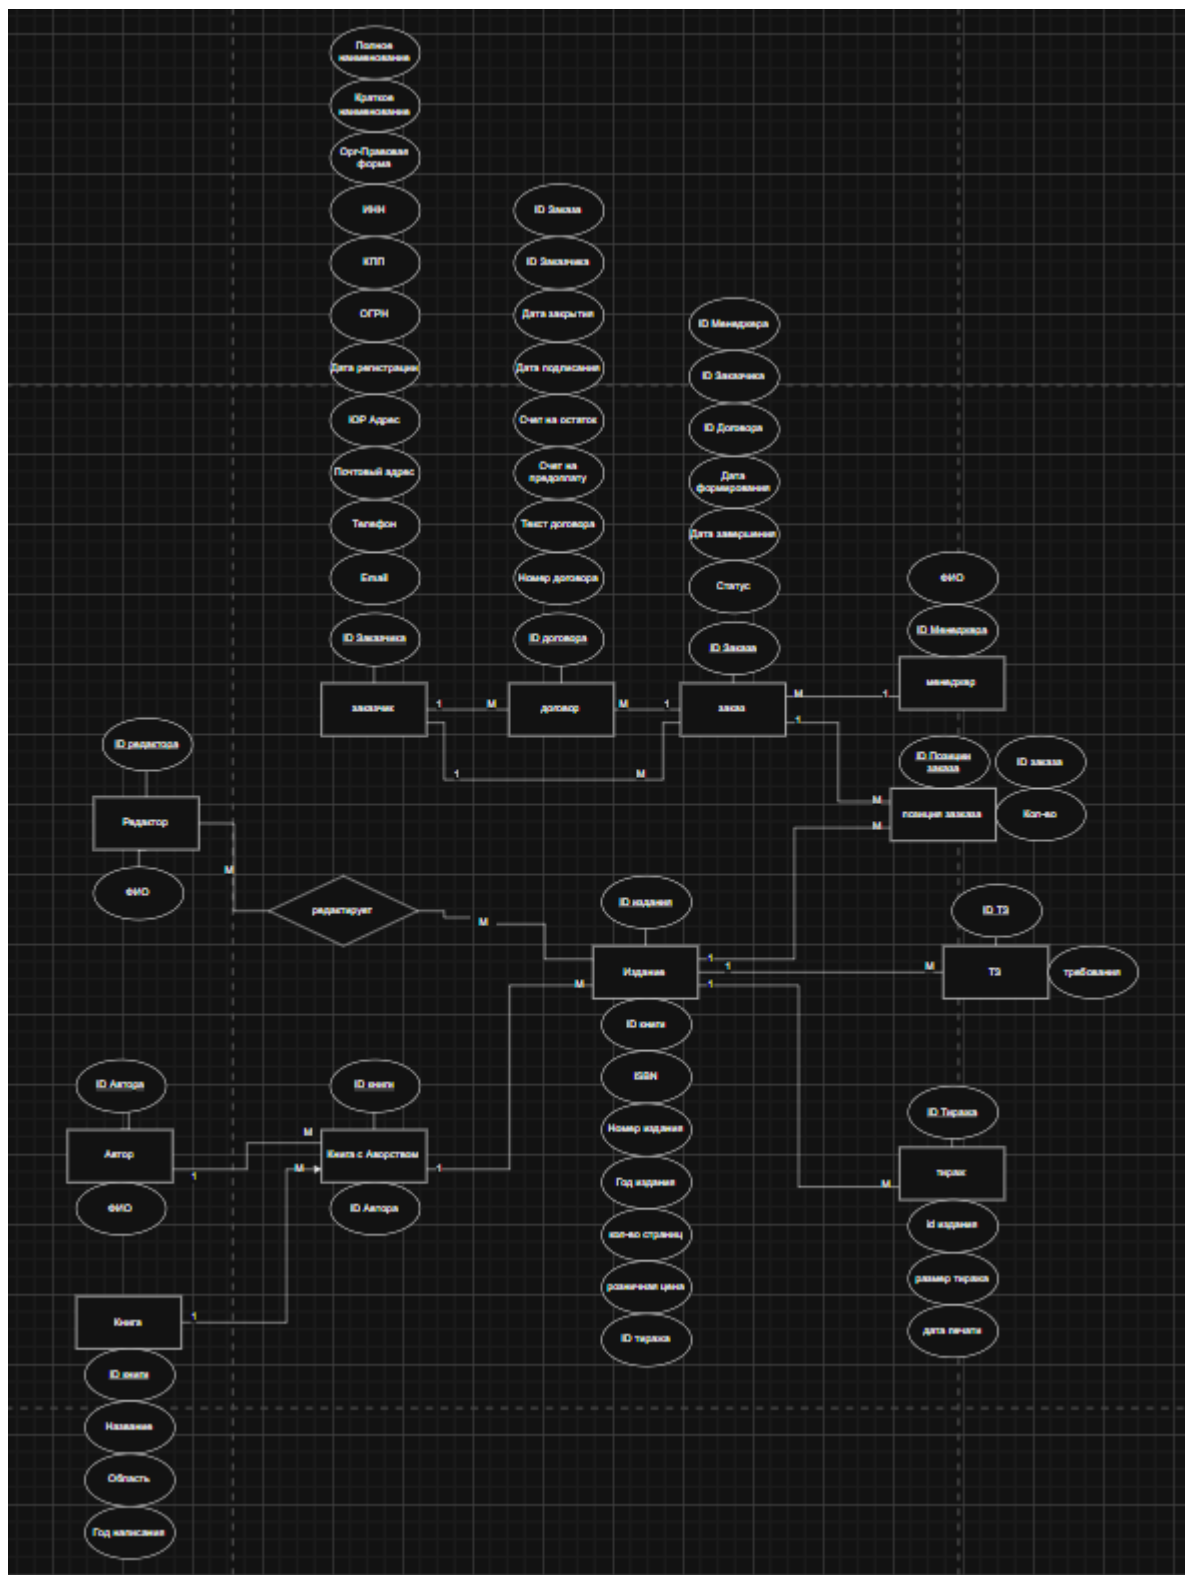 Полное
наименование
Краткое
наименование
Орг-Правовая
форма
ИНН
КПП
ОГРН
Дата регистрации
ЮР Адрес
Почтовый адрес
Телефон
Email
ID Заказчика
заказчик
ID Заказа
ID Заказчика
Дата закрытия
Дата подписания
Счет на остаток
Счет на
предоплату
Текст договора
Номер договора
ID договора
договор
ID Менеджера
ID Заказчика
ID Договора
Дата
формирования
Дата завершения
Статус
ID Заказа
заказ
ФИО
ID Менеджера
менеджер
1
M
M
1
M
1
1
M
1
M
ID Позиции
заказа
ID заказа
позиция заказа
Кол-во
M
ID редактора
Редактор
ФИО
M
редактирует
M
ID издания
Издание
1
1
1
M
M
ID ТЗ
ТЗ
требования
ID книги
ISBN
Номер издания
Год издания
кол-во страниц
розничная цена
ID тиража
ID Тиража
тираж
M
id издания
размер тиража
дата печати
ID Автора
Автор
ФИО
1
M
ID книги
Книга с Аворством
ID Автора
M
1
Книга
1
ID книги
Название
Область
Год написания